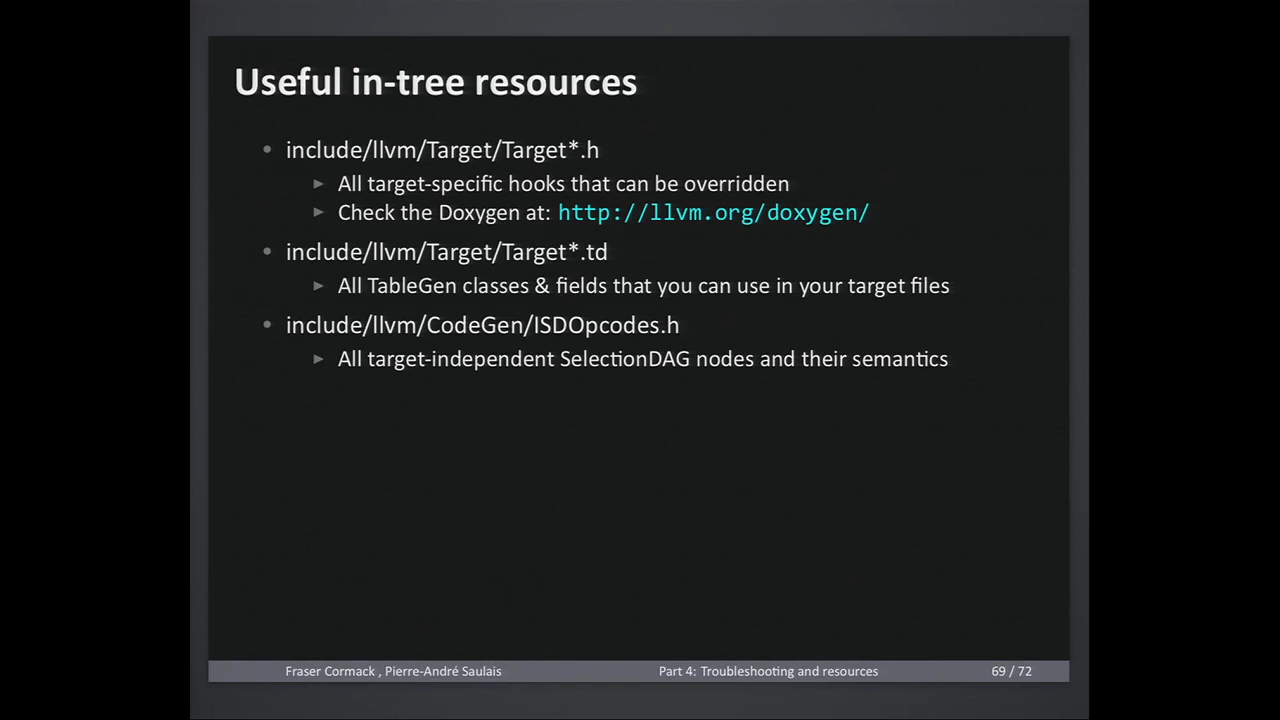 Useful in-tree resources
• include/llvm/Target/Target*.h
▶ All target-specific hooks that can be overridden
▶ Check the Doxygen at: http://llvm.org/doxygen/
• include/llvm/Target/Target*.td
▶ All TableGen classes & fields that you can use in your target files
• include/llvm/CodeGen/ISDOpcodes.h
▶ All target-independent SelectionDAG nodes and their semantics
Fraser Cormack , Pierre-André Saulais Part 4: Troubleshooting and resources 69 / 72